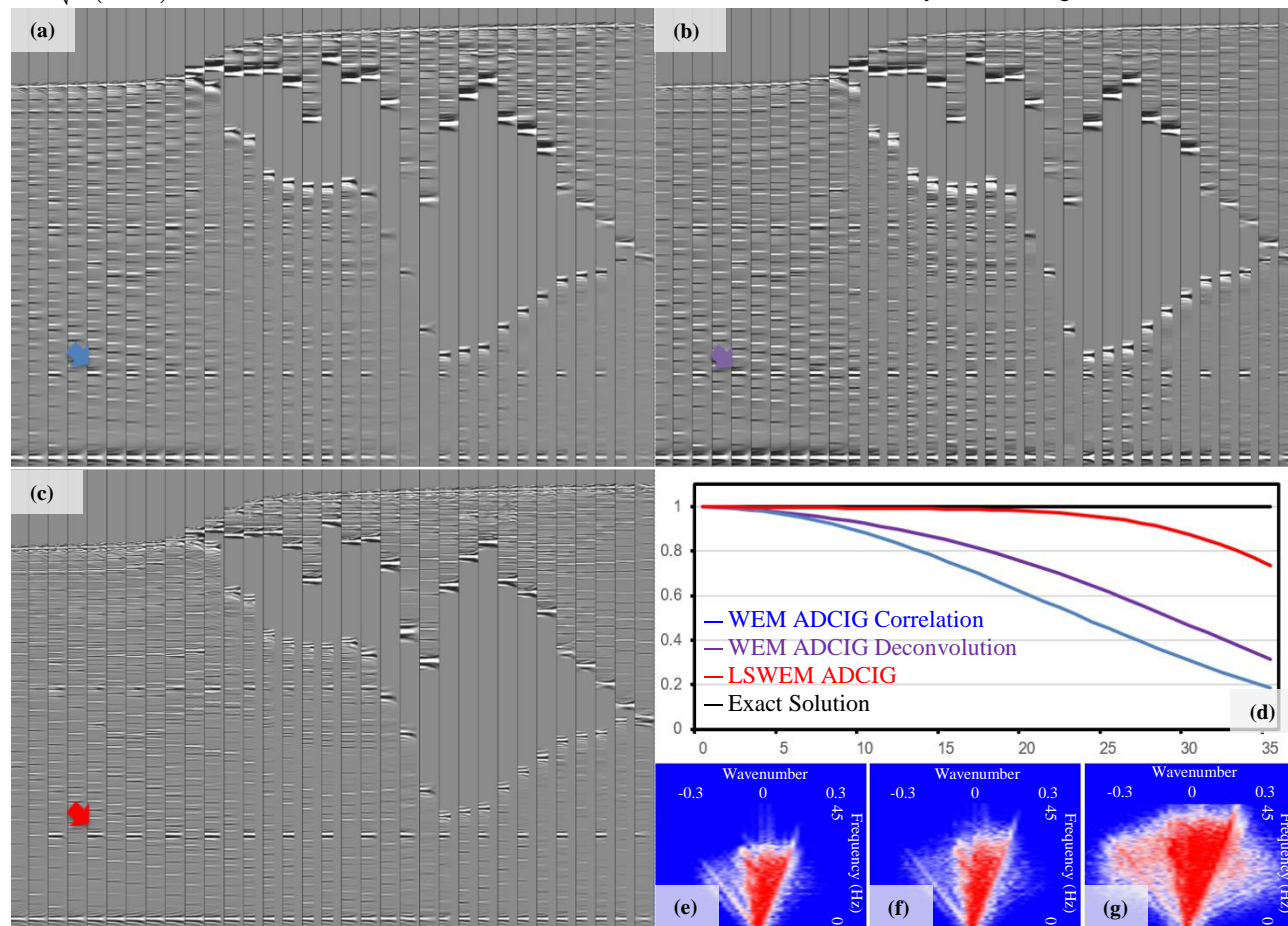 (a)
(b)
(c)
1
0.8
0.6
0.4
0.2
0
WEM ADCIG Correlation
WEM ADCIG Deconvolution
LSWEM ADCIG
Exact Solution
(d)
0 5 10 15 20 25 30 35
Wavenumber
-0.3 0 0.3
45
Frequency (Hz)
0
(e)
Wavenumber
-0.3 0 0.3
45
Frequency (Hz)
0
(f)
Wavenumber
-0.3 0 0.3
45
Frequency (Hz)
0
(g)